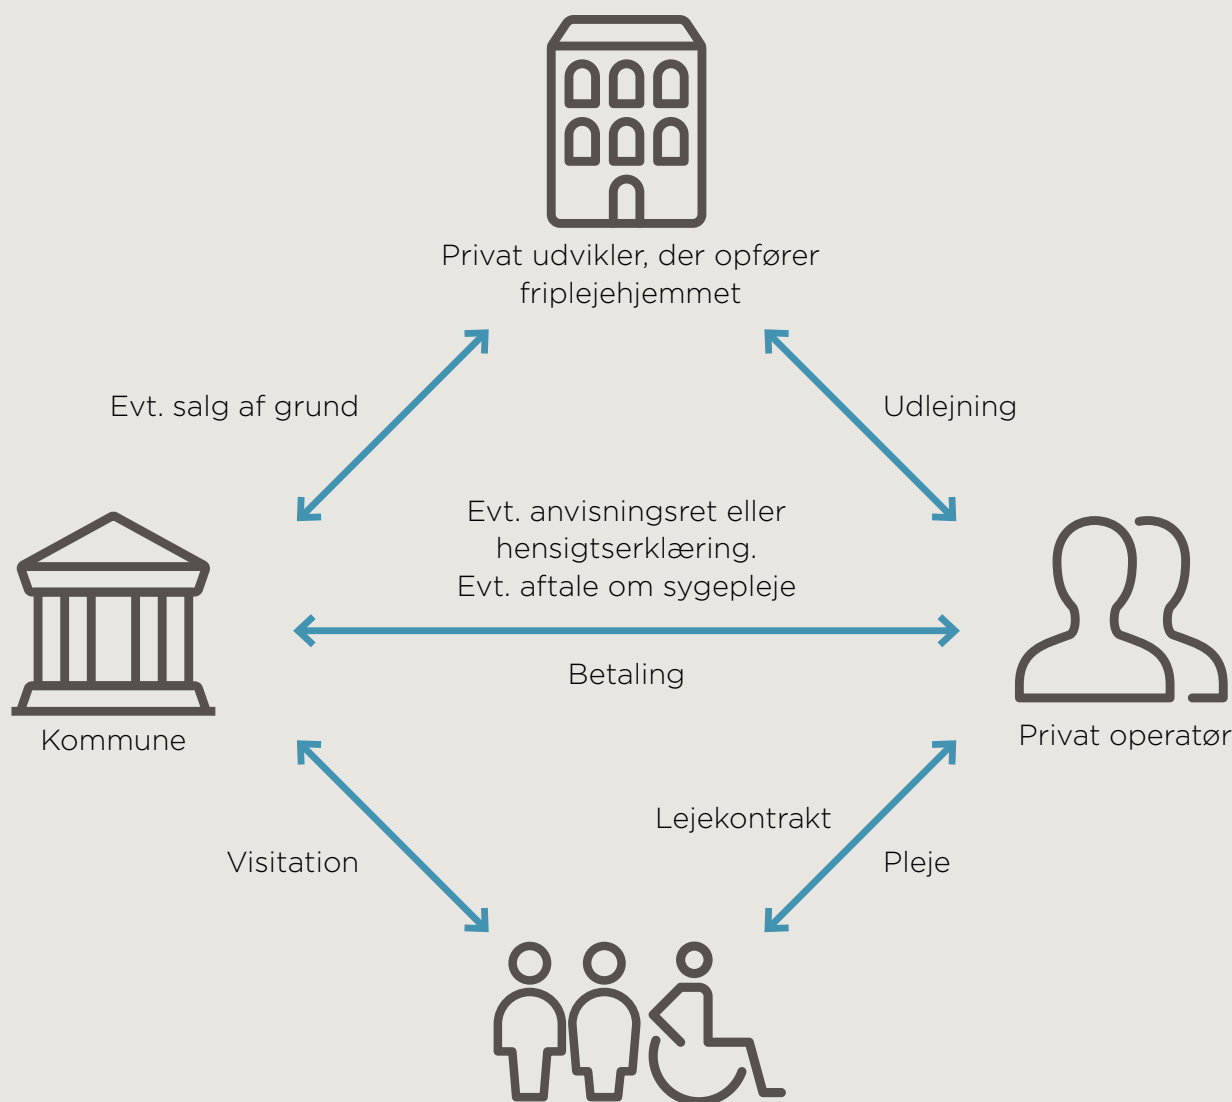 Privat udvikler, der opfører
friplejehjemmet
Evt. salg af grund
Udlejning
Evt. anvisningsret eller
hensigtserklæring.
Evt. aftale om sygepleje
Betaling
Kommune
Privat operatør
Lejekontrakt
Visitation
Pleje